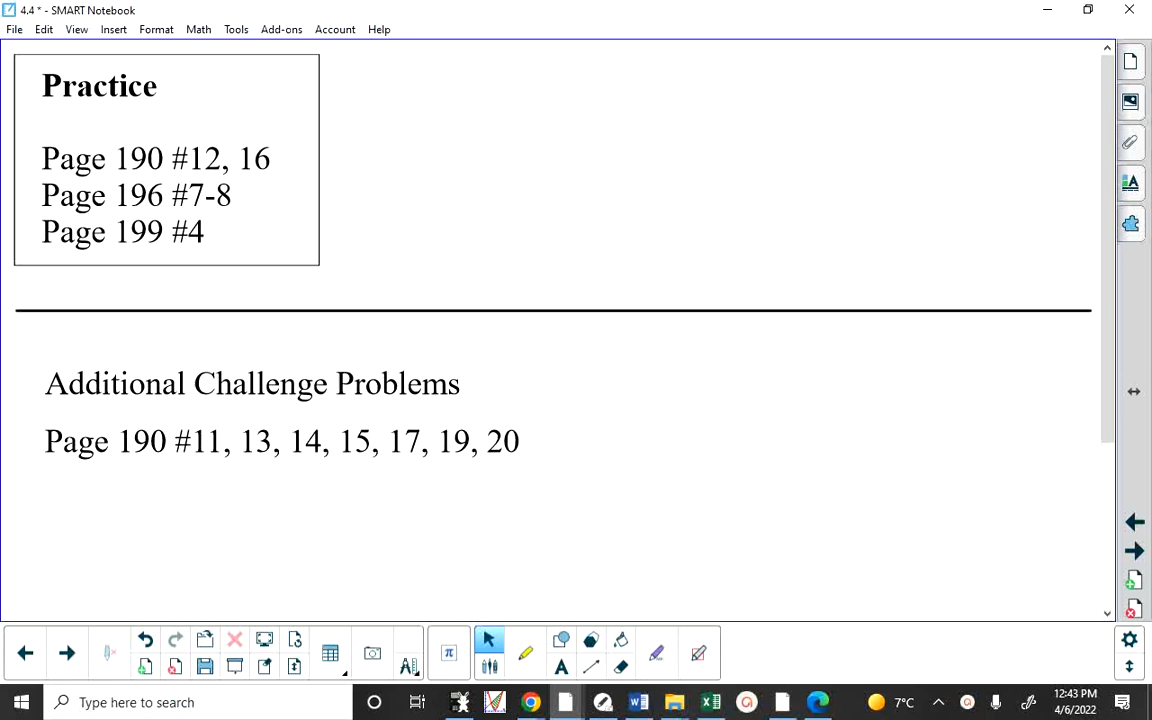 4.4 * - SMART Notebook
File Edit View Insert Format Math Tools Add-ons Account Help
Practice
Page 190 #12, 16
Page 196 #7-8
Page 199 #4
Additional Challenge Problems
Page 190 #11, 13, 14, 15, 17, 19, 20
Type here to search
7°C
12:43 PM
4/6/2022